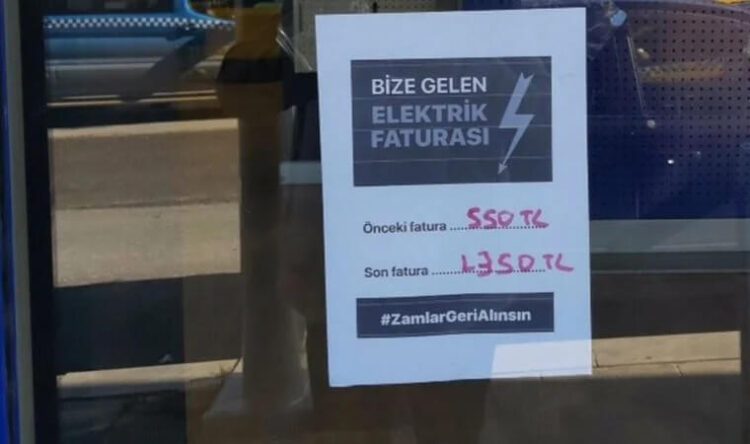 BİZE GELEN
ELEKTRİK
FATURASI
Önceki fatura ........ 550 TL
Son fatura ........ 1.350 TL
#ZamlarGeriAlınsın